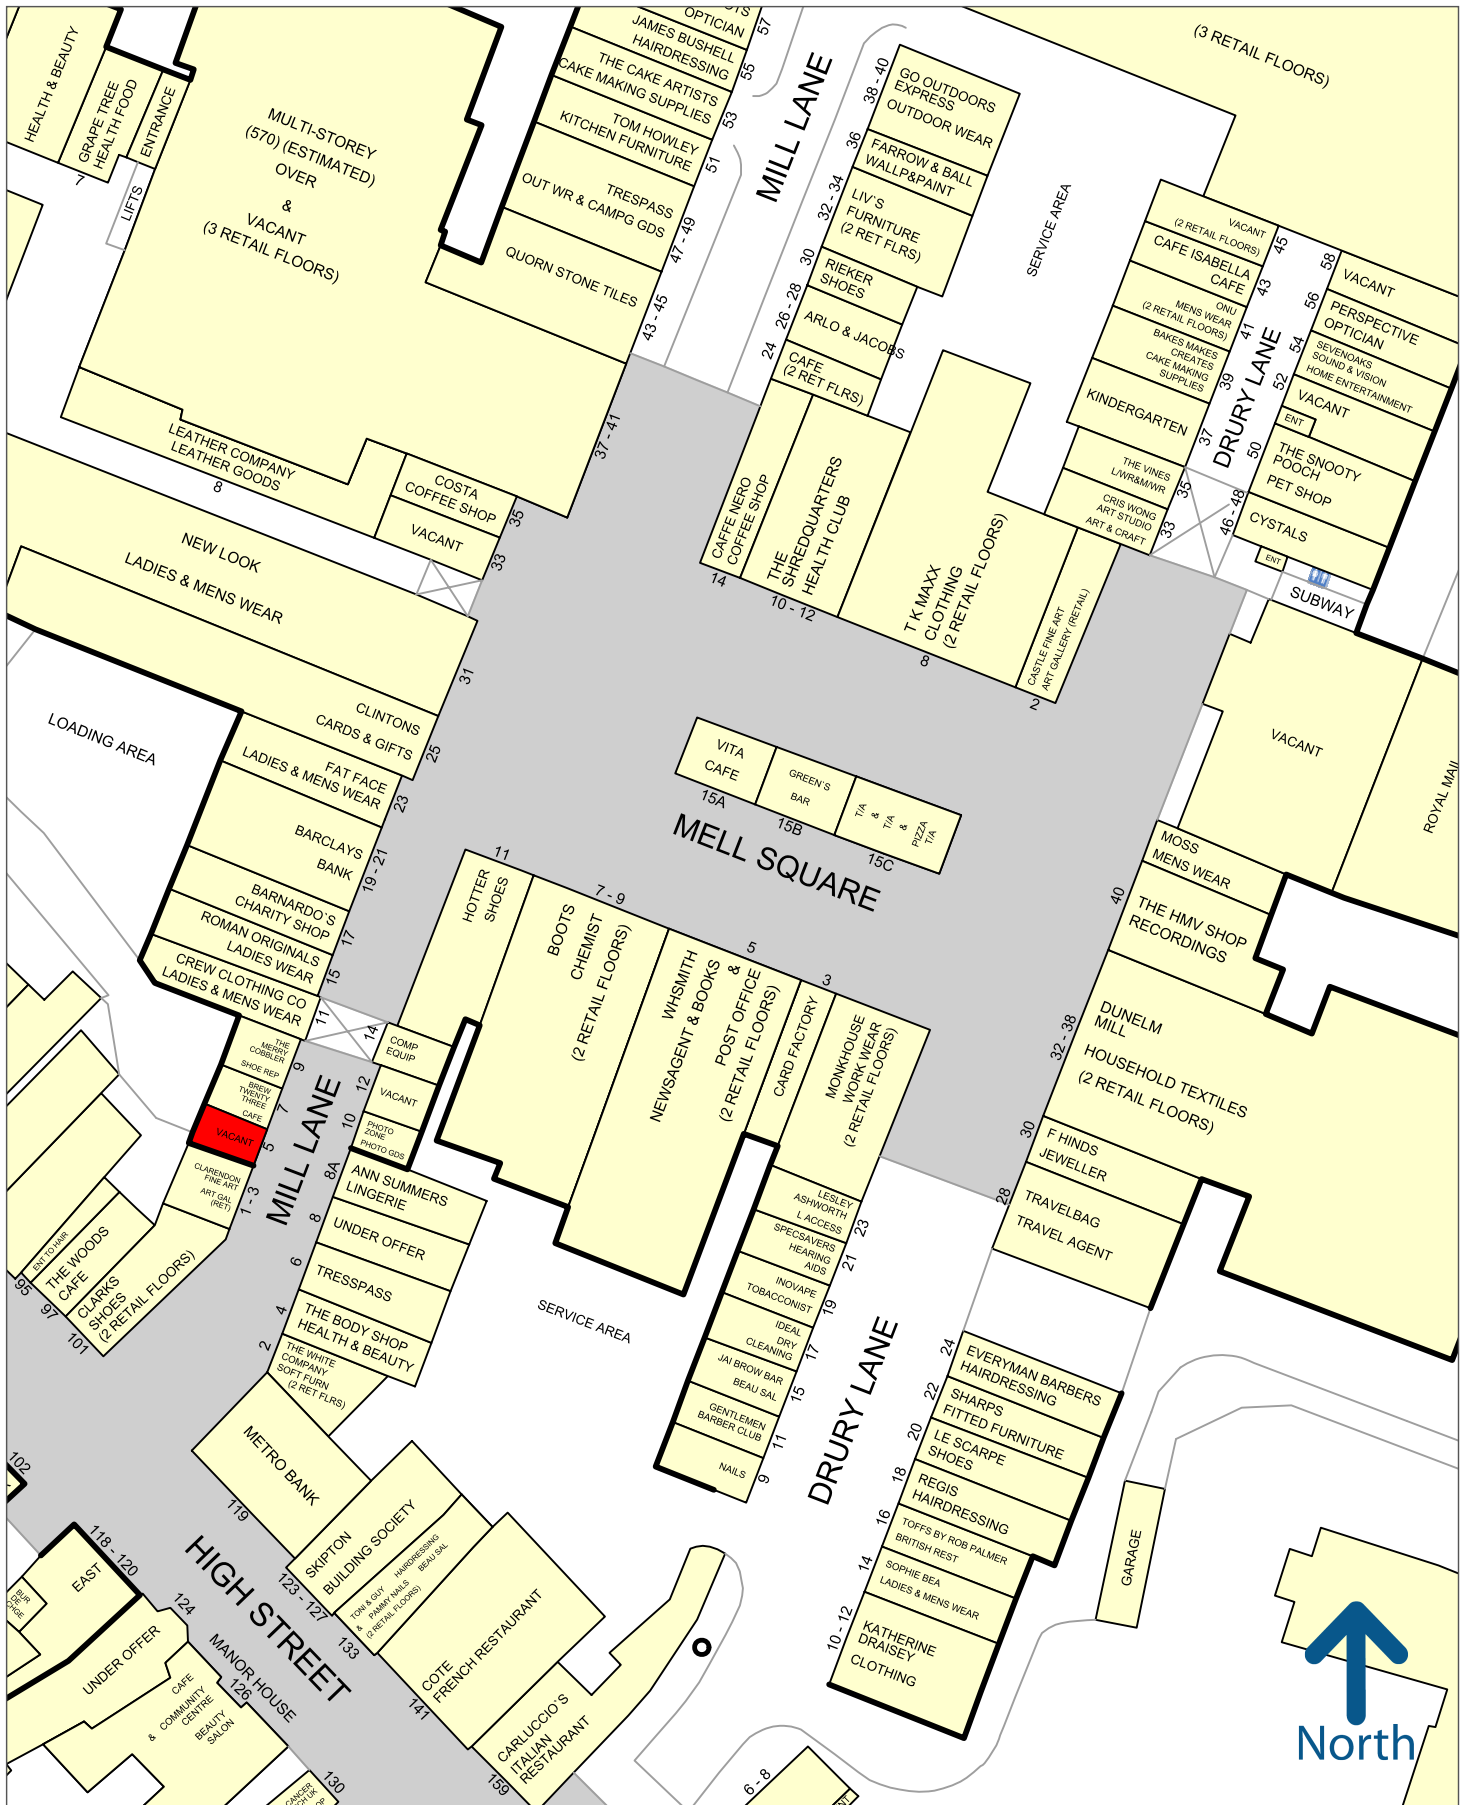 HEALTH & BEAUTY
GRAPE TREE
HEALTH FOOD
ENTRANCE
7
LIFTS
MULTI-STOREY
(570) (ESTIMATED)
OVER
&
VACANT
(3 RETAIL FLOORS)
OPTICIAN
57
JAMES BUSHELL
HAIRDRESSING
55
THE CAKE ARTISTS
CAKE MAKING SUPPLIES
53
TOM HOWLEY
KITCHEN FURNITURE
51
TRESPASS
OUT WR & CAMPG GDS
47 - 49
QUORN STONE TILES
43 - 45
37 - 41
MILL LANE
38 - 40
GO OUTDOORS
EXPRESS
OUTDOOR WEAR
36
FARROW & BALL
WALLP&PAINT
32 - 34
LIV'S
FURNITURE
(2 RET FLRS)
30
RIEKER
SHOES
26 - 28
ARLO & JACOBS
24
CAFE
(2 RET FLRS)
SERVICE AREA
(3 RETAIL FLOORS)
VACANT
(2 RETAIL FLOORS)
45
CAFE ISABELLA
CAFE
43
ONU
MENS WEAR
(2 RETAIL FLOORS)
41
BAKES MAKES
CREATES
CAKE MAKING
SUPPLIES
39
KINDERGARTEN
37
THE VINES
L/WR&M/WR
35
CRIS WONG
ART STUDIO
ART & CRAFT
33
DRURY LANE
58
VACANT
56
PERSPECTIVE
OPTICIAN
54
SEVENOAKS
SOUND & VISION
HOME ENTERTAINMENT
52
VACANT
ENT
50
THE SNOOTY
POOCH
PET SHOP
46 - 48
CYSTALS
ENT
SUBWAY
LEATHER COMPANY
LEATHER GOODS
8
COSTA
COFFEE SHOP
35
VACANT
33
NEW LOOK
LADIES & MENS WEAR
31
CLINTONS
CARDS & GIFTS
25
LOADING AREA
FAT FACE
LADIES & MENS WEAR
23
BARCLAYS
BANK
19 - 21
BARNARDO'S
CHARITY SHOP
17
ROMAN ORIGINALS
LADIES WEAR
15
CREW CLOTHING CO
LADIES & MENS WEAR
11
CAFFE NERO
COFFEE SHOP
14
THE
SHREDQUARTERS
HEALTH CLUB
10 - 12
T K MAXX
CLOTHING
(2 RETAIL FLOORS)
8
CASTLE FINE ART
ART GALLERY (RETAIL)
2
VITA
CAFE
15A
GREEN'S
BAR
15B
T/A
&
T/A
&
PIZZA
T/A
15C
MELL SQUARE
VACANT
ROYAL MAIL
MOSS
MENS WEAR
40
THE HMV SHOP
RECORDINGS
DUNELM
MILL
HOUSEHOLD TEXTILES
(2 RETAIL FLOORS)
32 - 38
30
F HINDS
JEWELLER
28
TRAVELBAG
TRAVEL AGENT
11
HOTTER
SHOES
7 - 9
BOOTS
CHEMIST
(2 RETAIL FLOORS)
5
WHSMITH
NEWSAGENT & BOOKS
&
POST OFFICE
(2 RETAIL FLOORS)
3
CARD FACTORY
MONKHOUSE
WORK WEAR
(2 RETAIL FLOORS)
THE
MERRY
COBBLER
SHOE REP
9
BREW
TWENTY
THREE
CAFE
7
VACANT
5
CLARENDON
FINE ART
ART GAL
(RET)
1 - 3
MILL LANE
14
COMP
EQUIP
12
VACANT
10
PHOTO
ZONE
PHOTO GDS
8A
ANN SUMMERS
LINGERIE
8
UNDER OFFER
6
TRESSPASS
4
THE BODY SHOP
HEALTH & BEAUTY
2
THE WHITE
COMPANY
SOFT FURN
(2 RET FLRS)
SERVICE AREA
ENT TO HAIR
95
THE WOODS
CAFE
97
CLARKS
SHOES
(2 RETAIL FLOORS)
101
LESLEY
ASHWORTH
L ACCESS
23
SPECSAVERS
HEARING
AIDS
21
INOVAPE
TOBACCONIST
19
IDEAL
DRY
CLEANING
17
JAI BROW BAR
BEAU SAL
15
GENTLEMEN
BARBER CLUB
11
NAILS
9
DRURY LANE
24
EVERYMAN BARBERS
HAIRDRESSING
22
SHARPS
FITTED FURNITURE
20
LE SCARPE
SHOES
18
REGIS
HAIRDRESSING
16
TOFFS BY ROB PALMER
BRITISH REST
14
SOPHIE BEA
LADIES & MENS WEAR
10 - 12
KATHERINE
DRAISEY
CLOTHING
GARAGE
METRO BANK
119
SKIPTON
BUILDING SOCIETY
123 - 127
TONI & GUY HAIRDRESSING
& PAMMY NAILS BEAU SAL
(2 RETAIL FLOORS)
133
COTE
FRENCH RESTAURANT
141
CARLUCCIO'S
ITALIAN
RESTAURANT
159
HIGH STREET
102
118 - 120
EAST
BUR
DE
CHGE
124
UNDER OFFER
MANOR HOUSE
126
CAFE
&
COMMUNITY
CENTRE
BEAUTY
SALON
130
CANCER
6 - 8
North